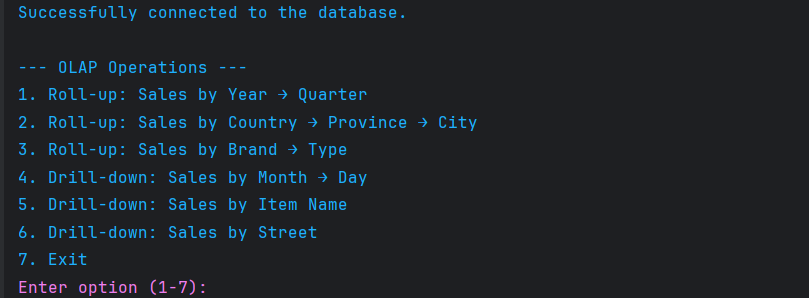 Successfully connected to the database.
--- OLAP Operations ---
1. Roll-up: Sales by Year → Quarter
2. Roll-up: Sales by Country → Province → City
3. Roll-up: Sales by Brand → Type
4. Drill-down: Sales by Month → Day
5. Drill-down: Sales by Item Name
6. Drill-down: Sales by Street
7. Exit
Enter option (1-7):